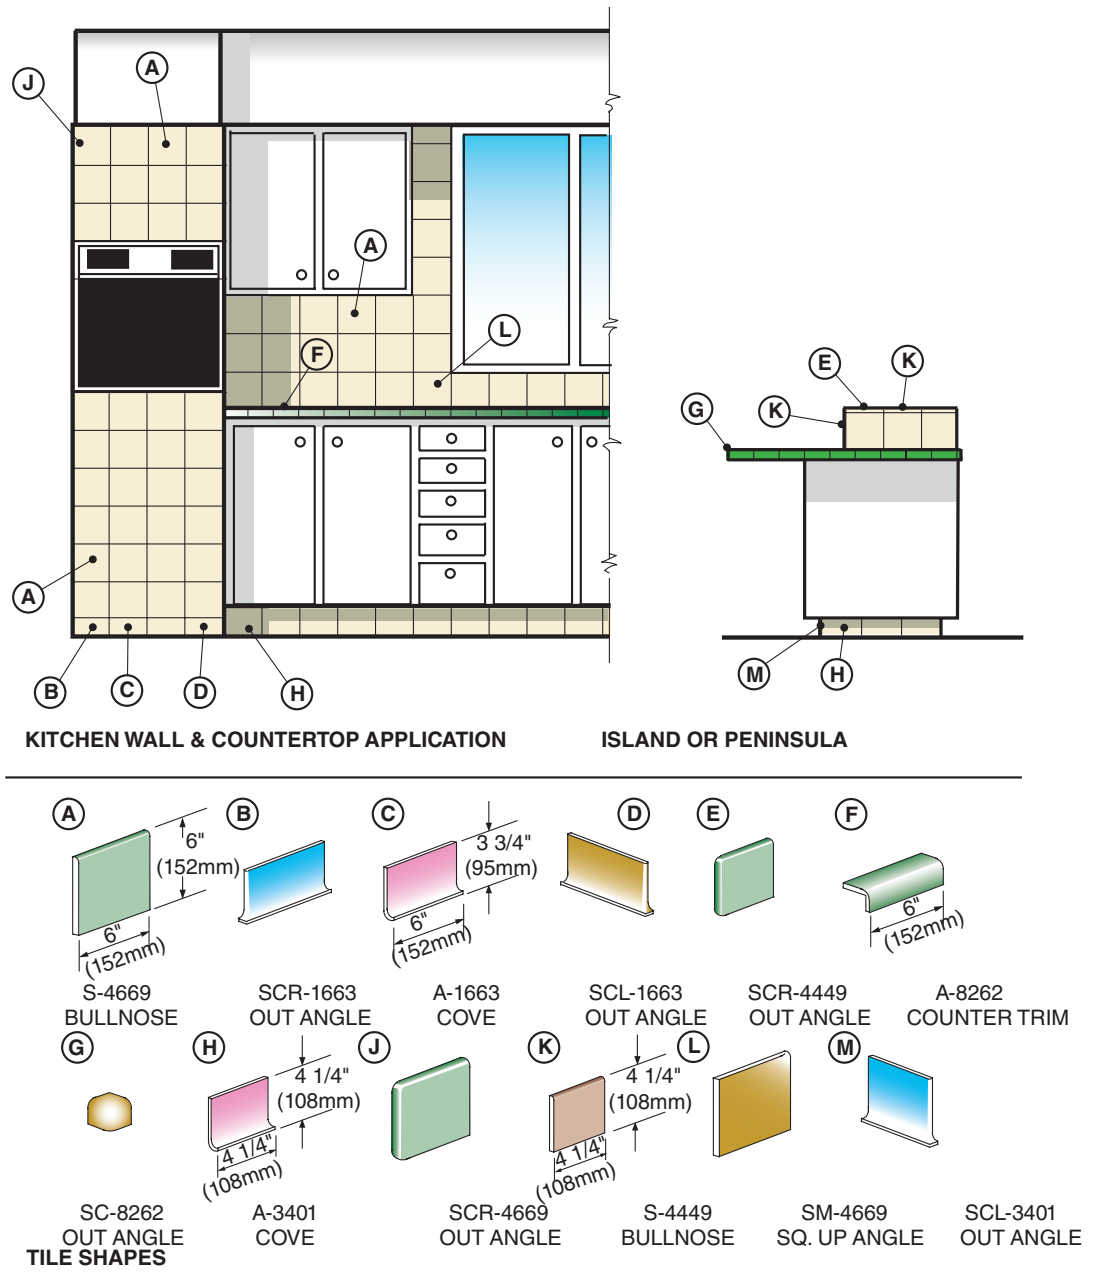 J
A
A
L
F
E
K
K
G
A
B
C
D
H
M
H
KITCHEN WALL & COUNTERTOP APPLICATION
ISLAND OR PENINSULA
A
B
C
D
E
F
6"
(152mm)
6"
(152mm)
3 3/4"
(95mm)
6"
(152mm)
6"
(152mm)
S-4669
BULLNOSE
SCR-1663
OUT ANGLE
A-1663
COVE
SCL-1663
OUT ANGLE
SCR-4449
OUT ANGLE
A-8262
COUNTER TRIM
G
H
J
K
L
M
4 1/4"
(108mm)
4 1/4"
(108mm)
4 1/4"
(108mm)
4 1/4"
(108mm)
SC-8262
OUT ANGLE
A-3401
COVE
SCR-4669
OUT ANGLE
S-4449
BULLNOSE
SM-4669
SQ. UP ANGLE
SCL-3401
OUT ANGLE
TILE SHAPES